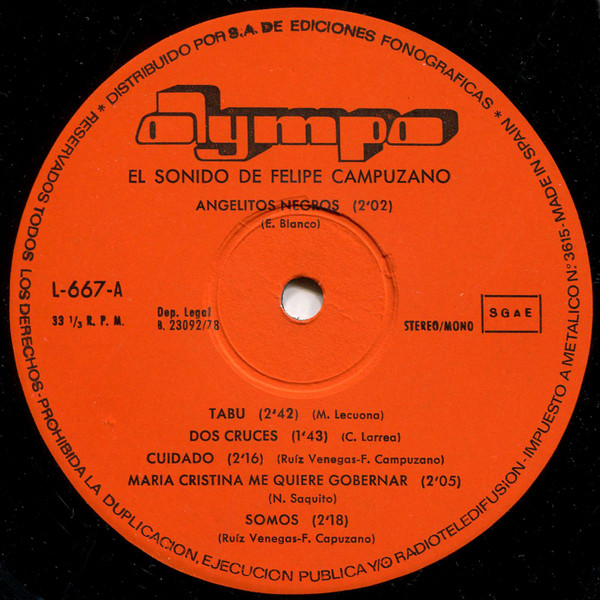 * DISTRIBUIDO POR S.A. DE EDICIONES FONOGRAFICAS * MADE IN SPAIN
olympo
EL SONIDO DE FELIPE CAMPUZANO
ANGELITOS NEGROS (2'02)
(E. Blanco)
L-667-A
33 1/3 R. P. M.
Dep. Legal
B. 23092/78
STEREO/MONO
SGAE
TABU (2'42) (M. Lecuona)
DOS CRUCES (1'43) (C. Larrea)
CUIDADO (2'16) (Ruíz Venegas-F. Campuzano)
MARIA CRISTINA ME QUIERE GOBERNAR (2'05)
(N. Saquito)
SOMOS (2'18)
(Ruíz Venegas-F. Capuzano)
RESERVADOS TODOS LOS DERECHOS-PROHIBIDA LA DUPLICACION, EJECUCION PUBLICA Y/O RADIOTELEDIFUSION-IMPUESTO A METALICO N.º 3615-